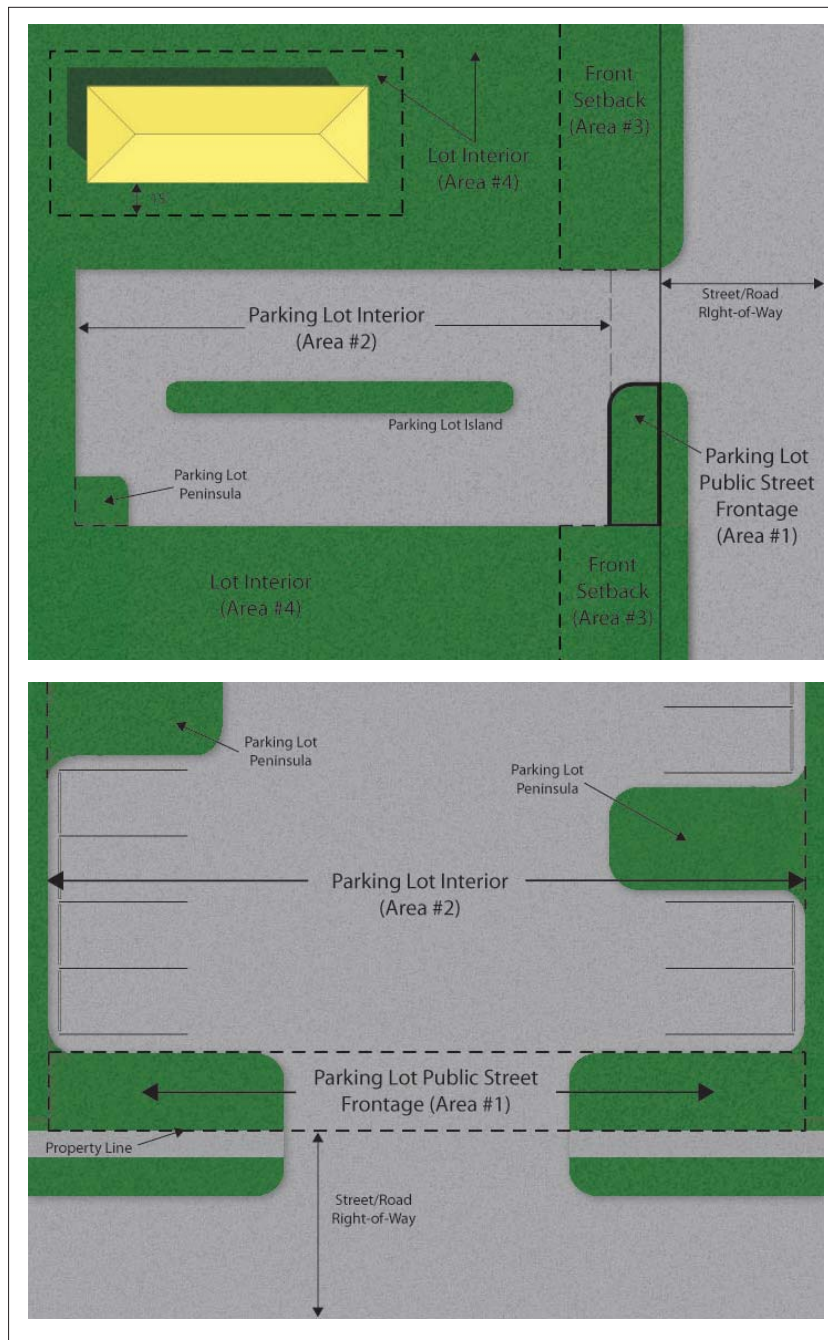 Front
Setback
(Area #3)
Lot Interior
(Area #4)
Street/Road
Right-of-Way
Parking Lot Interior
(Area #2)
Parking Lot Island
Parking Lot
Peninsula
Parking Lot
Public Street
Frontage
(Area #1)
Lot Interior
(Area #4)
Front
Setback
(Area #3)
Parking Lot
Peninsula
Parking Lot
Peninsula
Parking Lot Interior
(Area #2)
Parking Lot Public Street
Frontage (Area #1)
Property Line
Street/Road
Right-of-Way